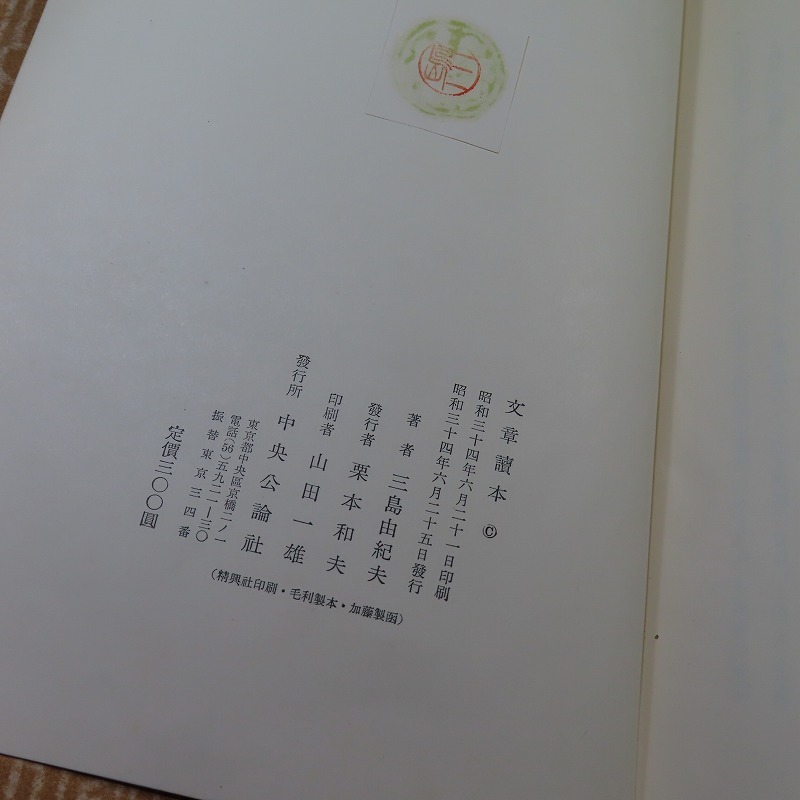 三島
文章讀本 ©
昭和三十四年六月二十一日印刷
昭和三十四年六月二十五日發行
著者 三島由紀夫
發行者 栗本和夫
印刷者 山田一雄
發行所 中央公論社
東京都中央區京橋二ノ一
電話(56)五九二一—三〇
振替東京三四番
定價三〇〇圓
(精興社印刷・毛利製本・加藤製函)